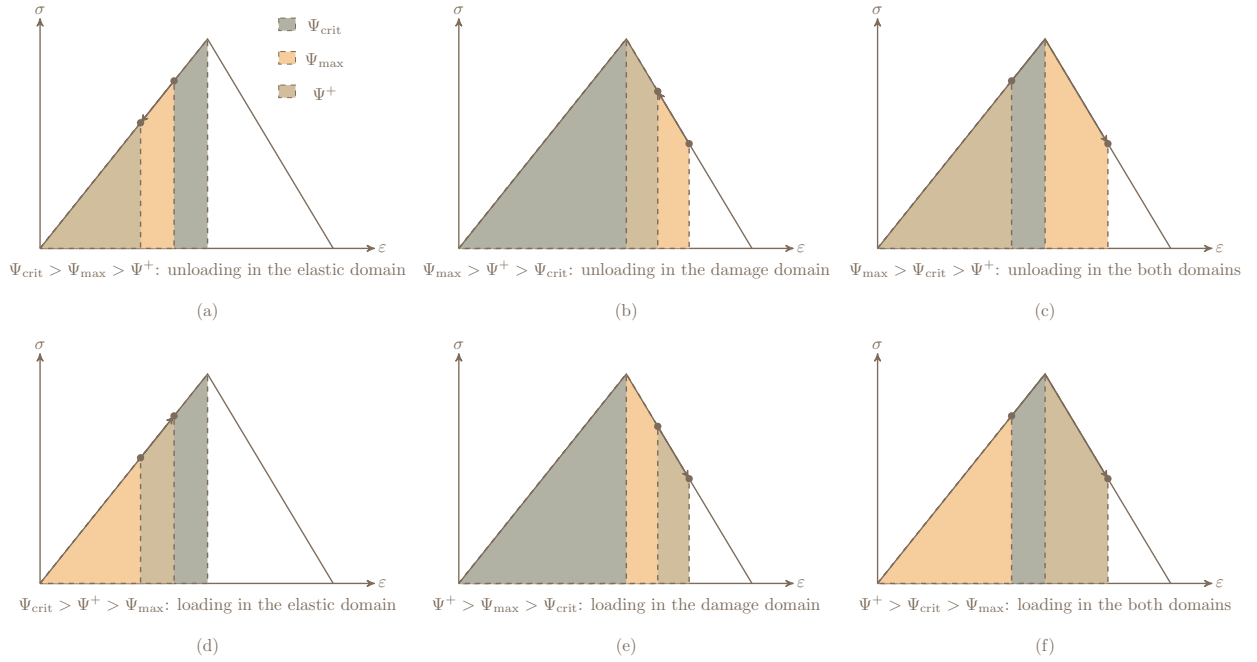 σ
Ψcrit
Ψmax
Ψ+
ε
Ψcrit > Ψmax > Ψ+: unloading in the elastic domain
(a)
σ
ε
Ψmax > Ψ+ > Ψcrit: unloading in the damage domain
(b)
σ
ε
Ψmax > Ψcrit > Ψ+: unloading in the both domains
(c)
σ
ε
Ψcrit > Ψ+ > Ψmax: loading in the elastic domain
(d)
σ
ε
Ψ+ > Ψmax > Ψcrit: loading in the damage domain
(e)
σ
ε
Ψ+ > Ψcrit > Ψmax: loading in the both domains
(f)